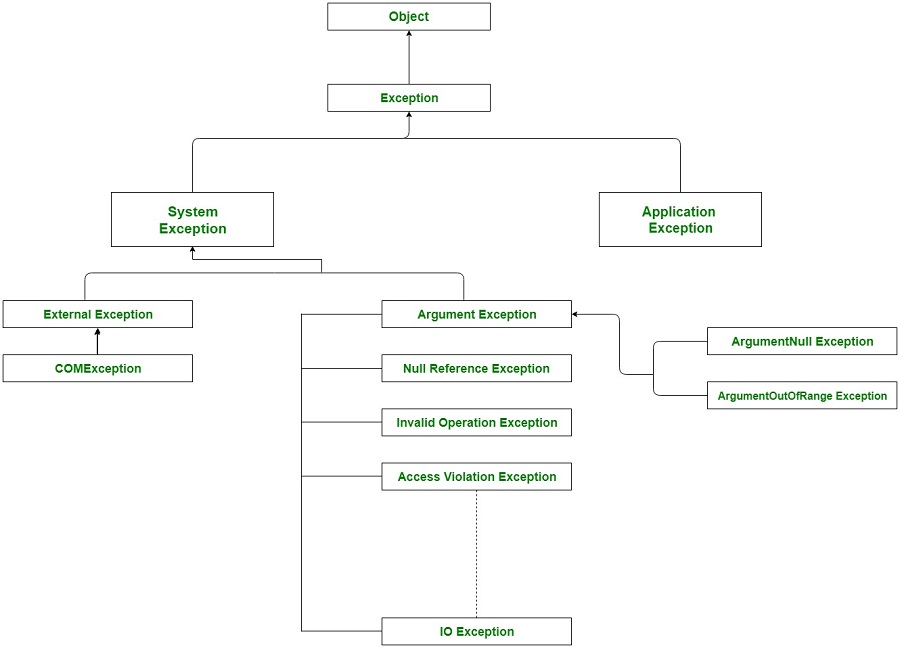 Object
Exception
System
Exception
Application
Exception
External Exception
Argument Exception
COMException
Null Reference Exception
Invalid Operation Exception
Access Violation Exception
IO Exception
ArgumentNull Exception
ArgumentOutOfRange Exception